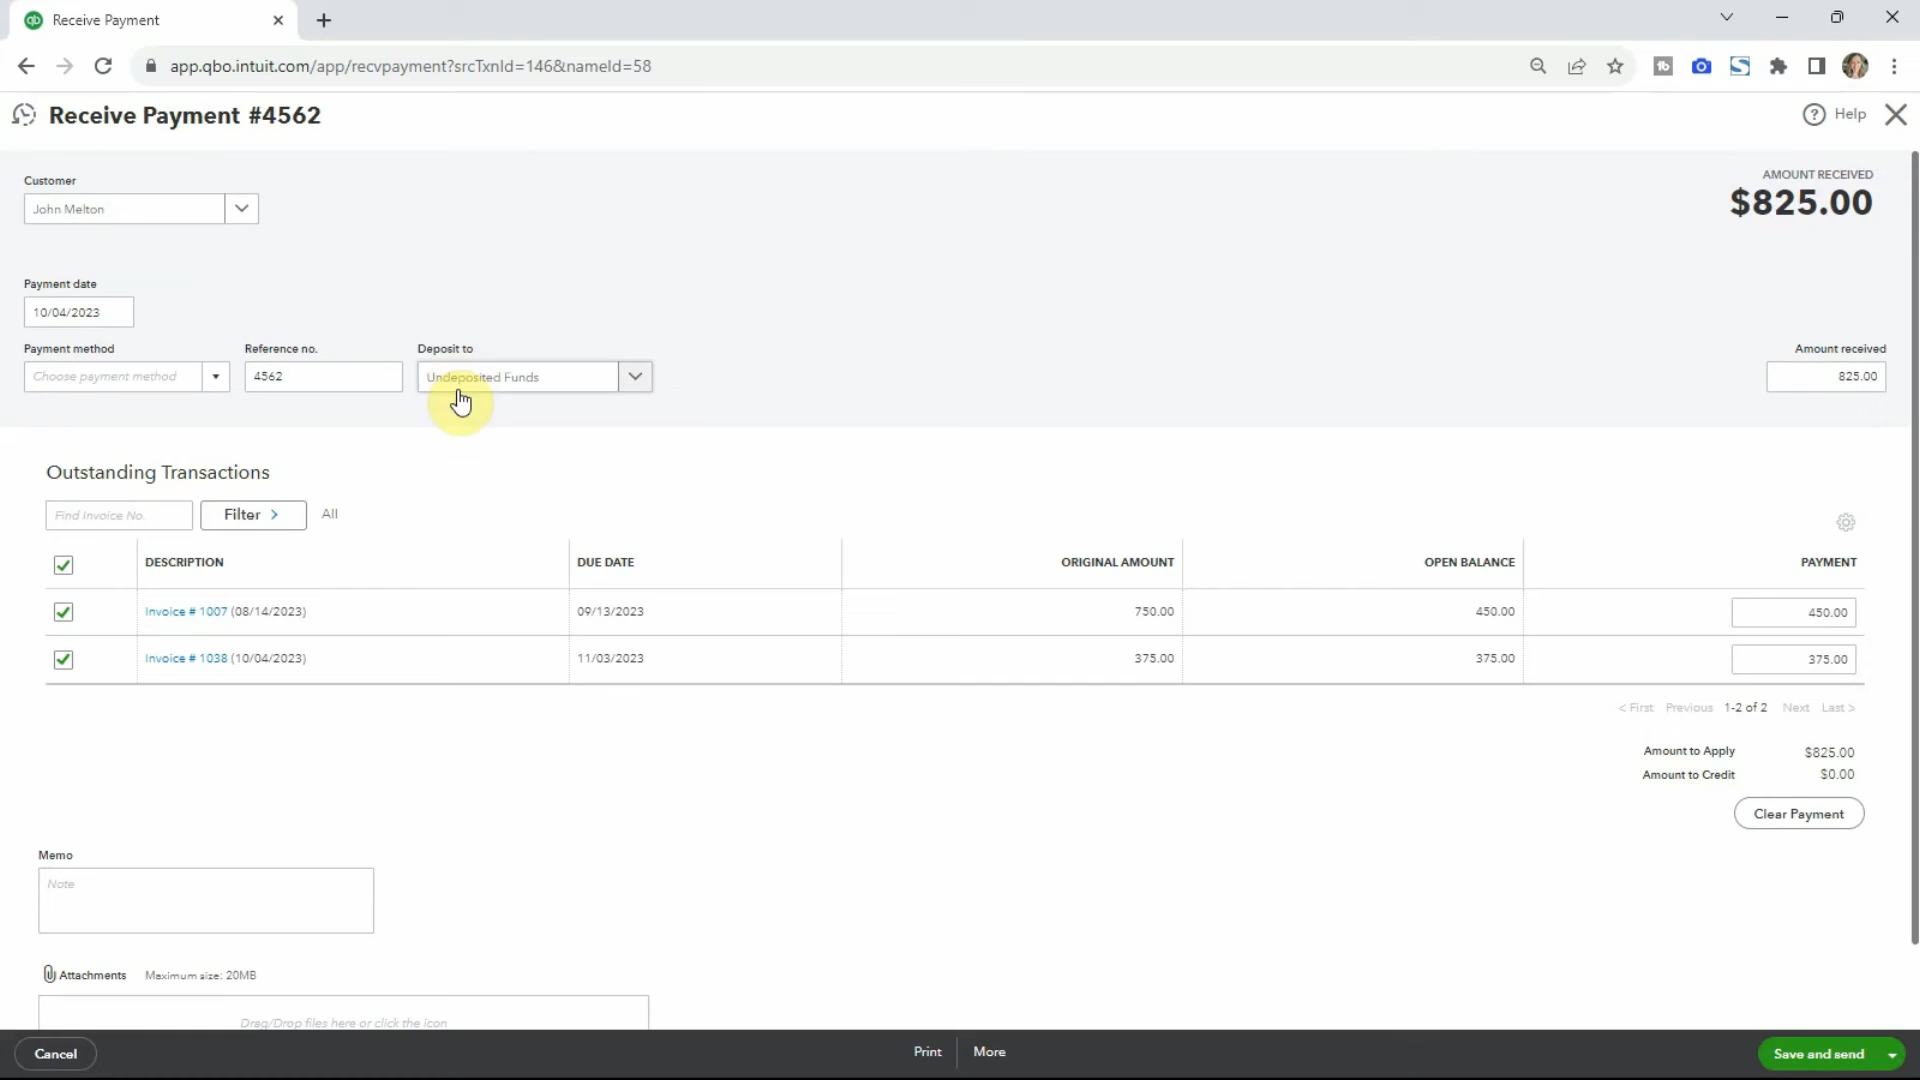 Receive Payment
app.qbo.intuit.com/app/recvpayment?srcTxnId=146&nameId=58
Receive Payment #4562
Help
Customer
John Melton
AMOUNT RECEIVED
$825.00
Payment date
10/04/2023
Payment method
Reference no.
Deposit to
Amount received
Choose payment method
4562
Undeposited Funds
825.00
Outstanding Transactions
Find Invoice No.
Filter >
All
DESCRIPTION
DUE DATE
ORIGINAL AMOUNT
OPEN BALANCE
PAYMENT
Invoice # 1007 (08/14/2023)
09/13/2023
750.00
450.00
450.00
Invoice # 1038 (10/04/2023)
11/03/2023
375.00
375.00
375.00
< First Previous 1-2 of 2 Next Last >
Amount to Apply $825.00
Amount to Credit $0.00
Clear Payment
Memo
Note
Attachments Maximum size: 20MB
Drag/Drop files here or click the icon
Cancel
Print
More
Save and send